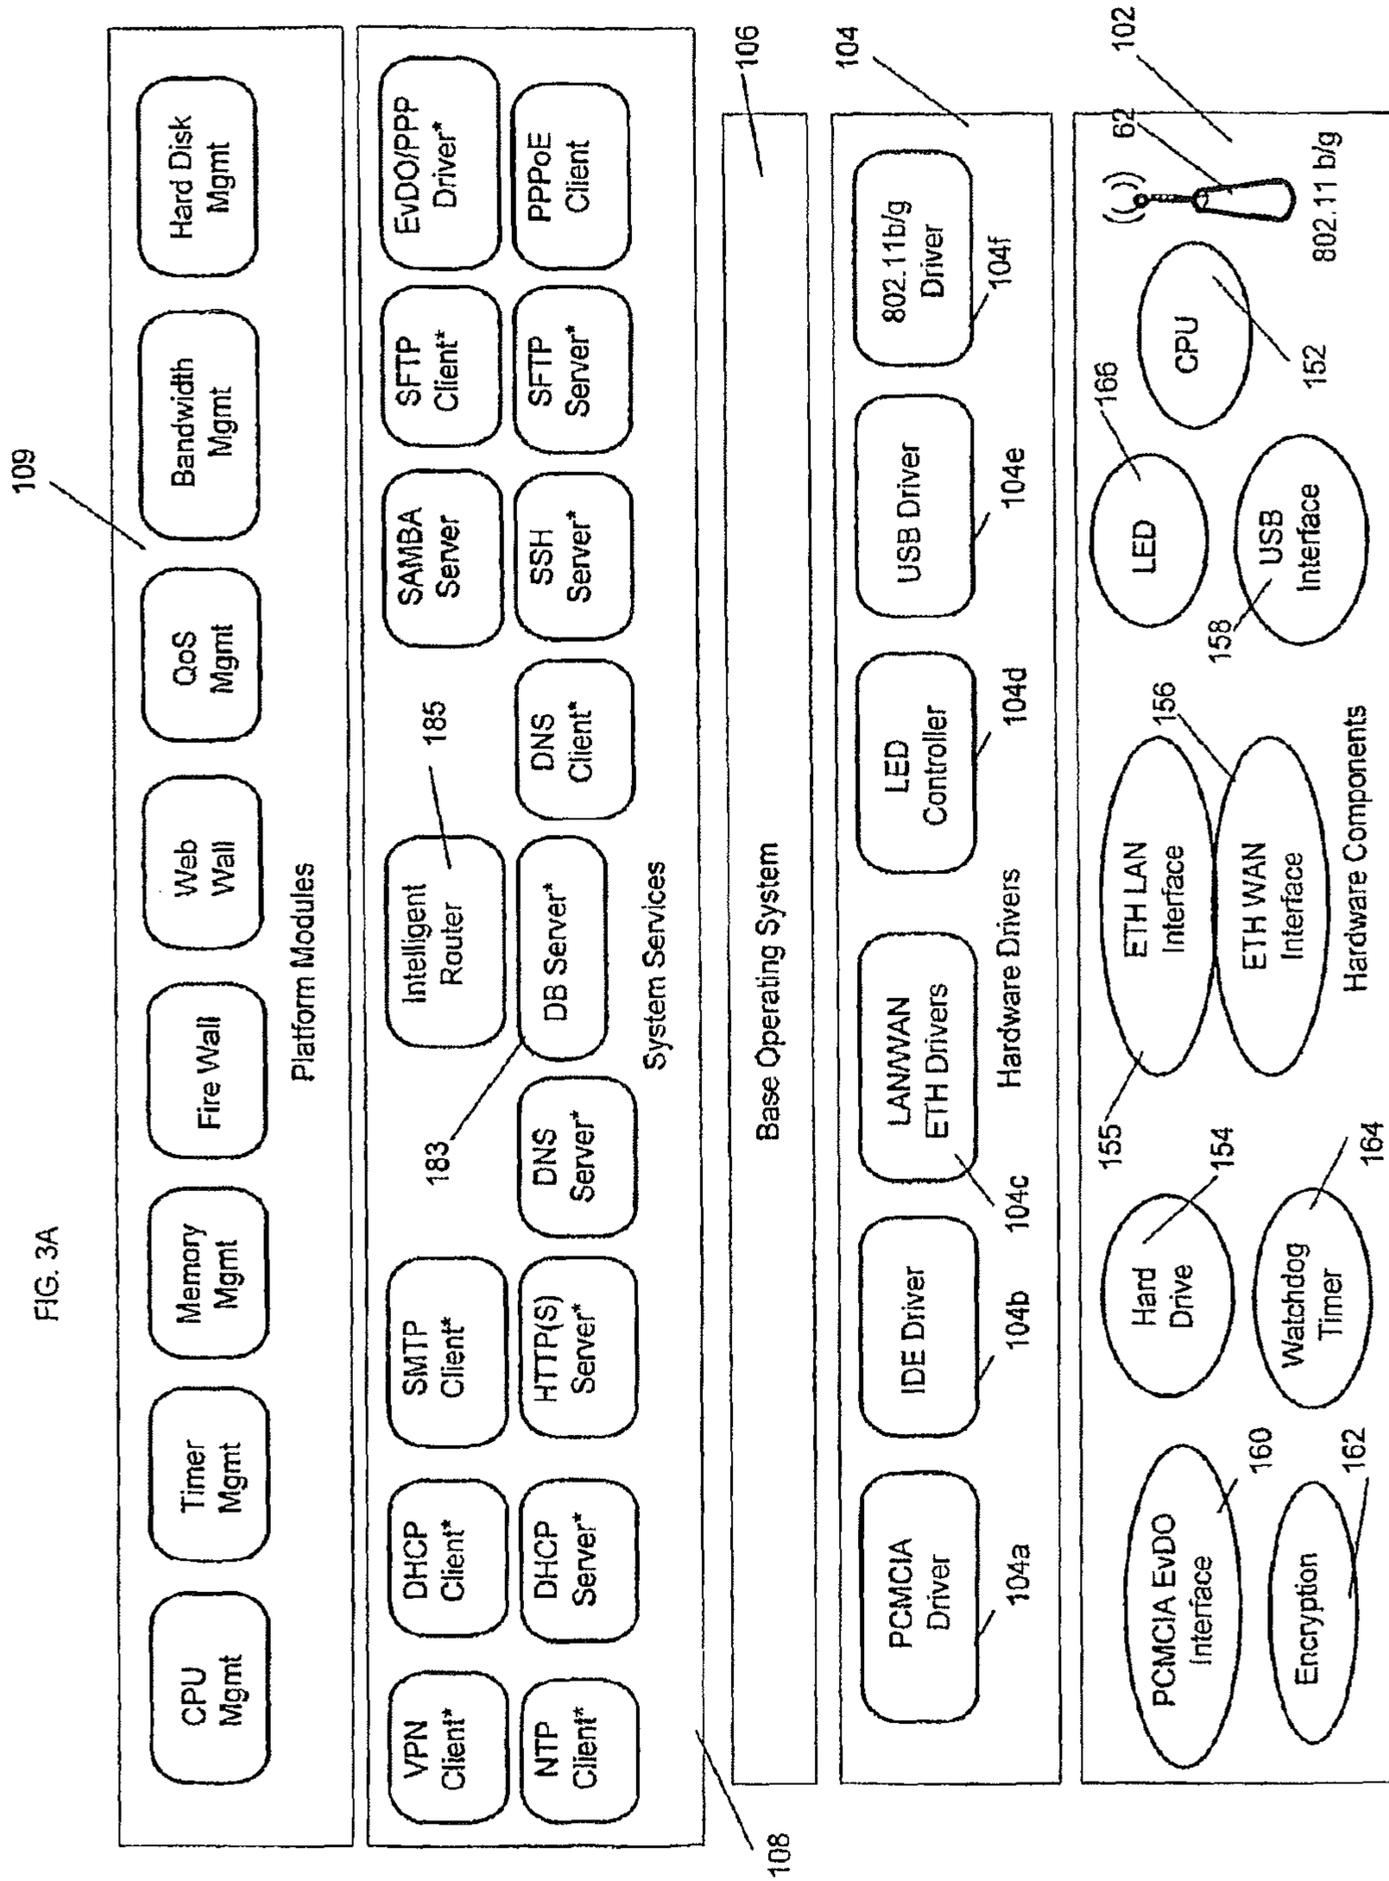 FIG. 3A
109
CPU
Mgmt
Timer
Mgmt
Memory
Mgmt
Fire Wall
Web
Wall
QoS
Mgmt
Bandwidth
Mgmt
Hard Disk
Mgmt
Platform Modules
VPN
Client*
DHCP
Client*
SMTP
Client*
183
Intelligent
Router
185
SAMBA
Server
SFTP
Client*
EvDO/PPP
Driver*
NTP
Client*
DHCP
Server*
HTTP(S)
Server*
DNS
Server*
DB Server*
DNS
Client*
SSH
Server*
SFTP
Server*
PPPoE
Client
System Services
108
106
Base Operating System
104
PCMCIA
Driver
IDE Driver
LAN/WAN
ETH Drivers
LED
Controller
USB Driver
802.11b/g
Driver
104a
104b
104c
104d
104e
104f
Hardware Drivers
102
PCMCIA EvDO
Interface
160
Hard
Drive
154
155
ETH LAN
Interface
156
LED
166
CPU
152
62
802.11 b/g
Encryption
162
Watchdog
Timer
164
ETH WAN
Interface
158
USB
Interface
Hardware Components